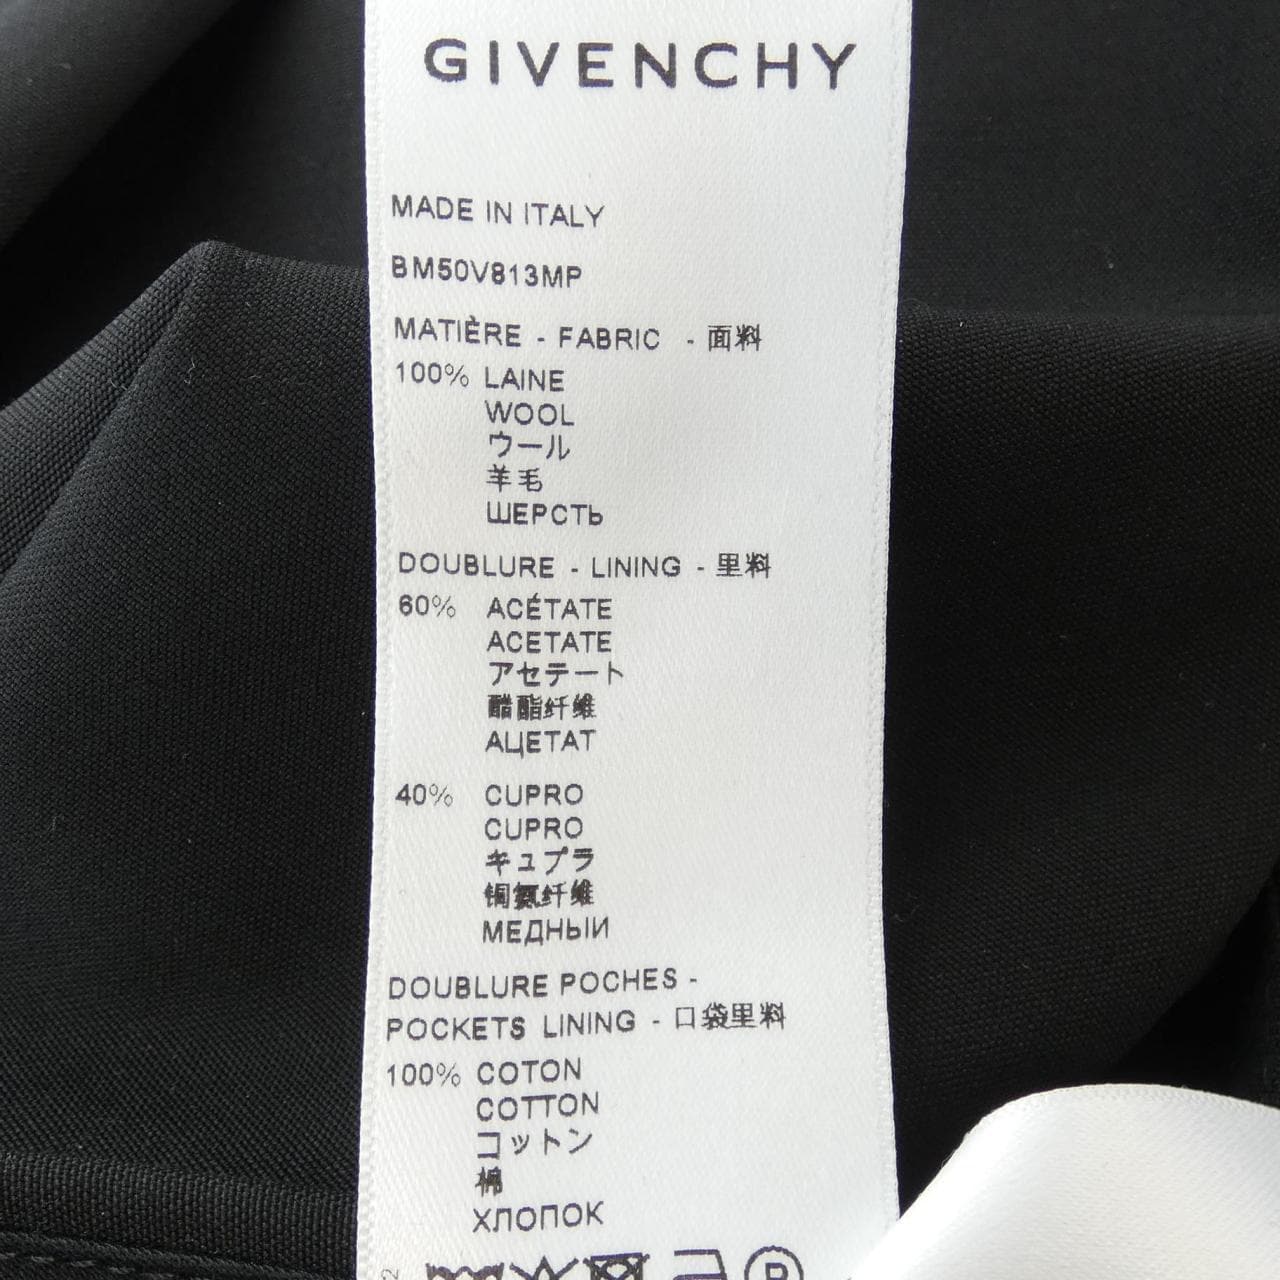 GIVENCHY
MADE IN ITALY
BM50V813MP
MATIÈRE - FABRIC - 面料
100% LAINE
WOOL
ウール
羊毛
ШЕРСТЬ
DOUBLURE - LINING - 里料
60% ACÉTATE
ACETATE
アセテート
醋酯纤维
АЦЕТАТ
40% CUPRO
CUPRO
キュプラ
铜氨纤维
МЕДНЫЙ
DOUBLURE POCHES -
POCKETS LINING - 口袋里料
100% COTON
COTTON
コットン
棉
ХЛОПОК
2
P